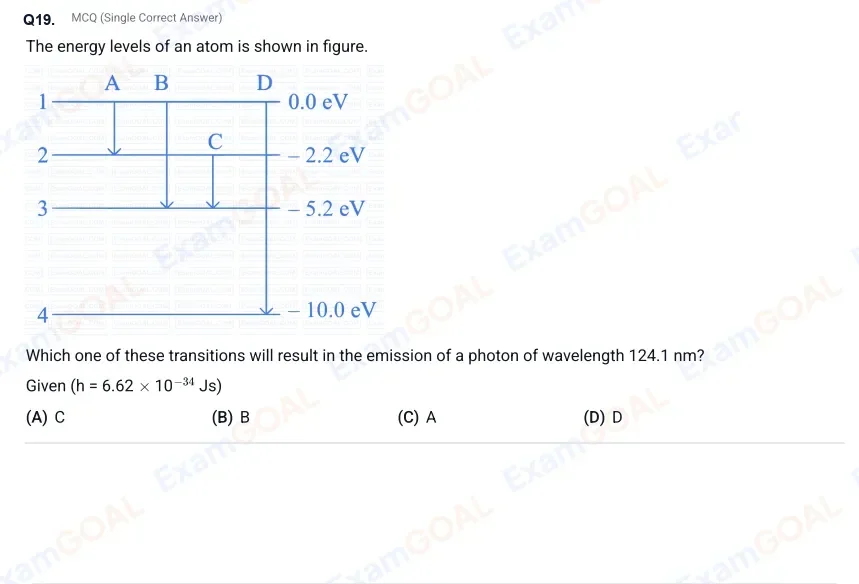 Q19. MCQ (Single Correct Answer)
The energy levels of an atom is shown in figure.
A B D
1 0.0 eV
C
2 – 2.2 eV
3 – 5.2 eV
4 – 10.0 eV
Which one of these transitions will result in the emission of a photon of wavelength 124.1 nm?
Given (h = 6.62 × 10⁻³⁴ Js)
(A) C (B) B (C) A (D) D
ExamGOAL